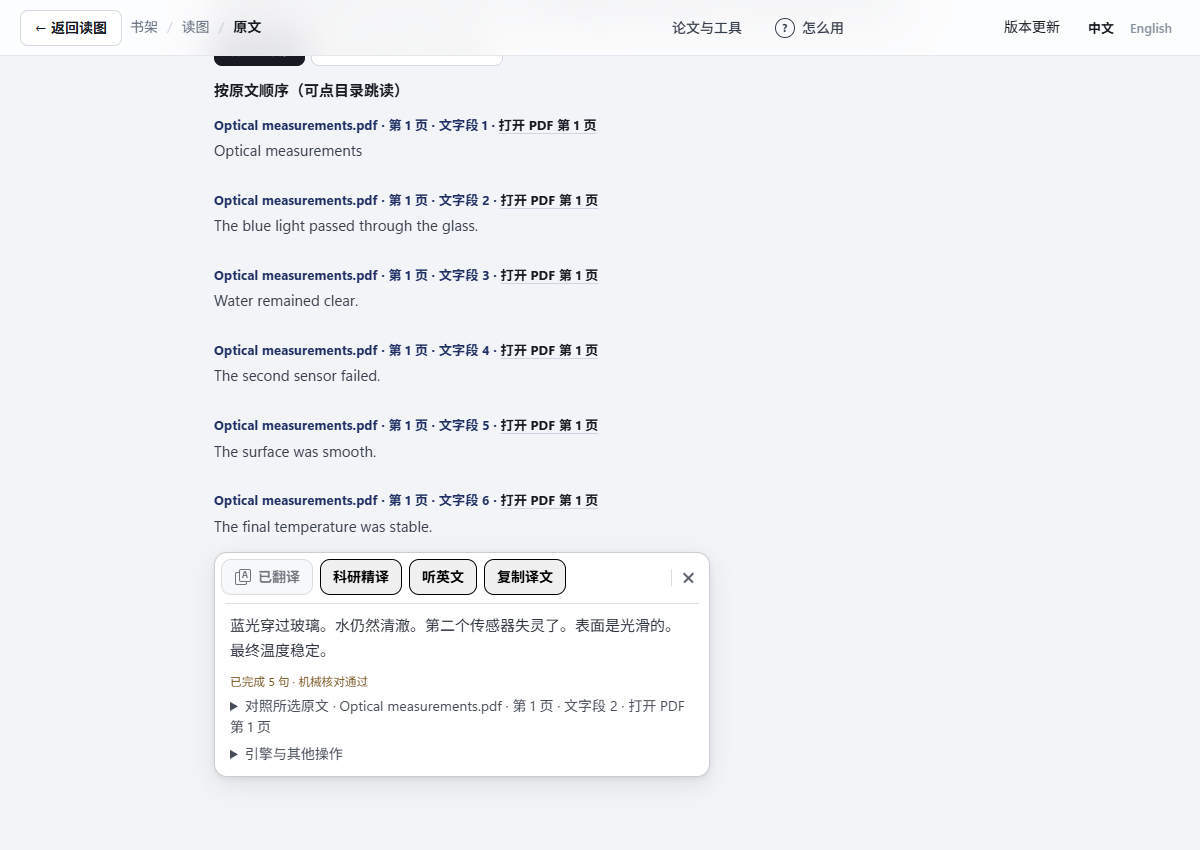 ← 返回读图 书架 / 读图 / 原文 论文与工具 ? 怎么用 版本更新 中文 English
按原文顺序（可点目录跳读）
Optical measurements.pdf · 第 1 页 · 文字段 1 · 打开 PDF 第 1 页
Optical measurements
Optical measurements.pdf · 第 1 页 · 文字段 2 · 打开 PDF 第 1 页
The blue light passed through the glass.
Optical measurements.pdf · 第 1 页 · 文字段 3 · 打开 PDF 第 1 页
Water remained clear.
Optical measurements.pdf · 第 1 页 · 文字段 4 · 打开 PDF 第 1 页
The second sensor failed.
Optical measurements.pdf · 第 1 页 · 文字段 5 · 打开 PDF 第 1 页
The surface was smooth.
Optical measurements.pdf · 第 1 页 · 文字段 6 · 打开 PDF 第 1 页
The final temperature was stable.
A 已翻译 科研精译 听英文 复制译文 ×
蓝光穿过玻璃。水仍然清澈。第二个传感器失灵了。表面是光滑的。
最终温度稳定。
已完成 5 句 · 机械核对通过
▶ 对照所选原文 · Optical measurements.pdf · 第 1 页 · 文字段 2 · 打开 PDF
第 1 页
▶ 引擎与其他操作